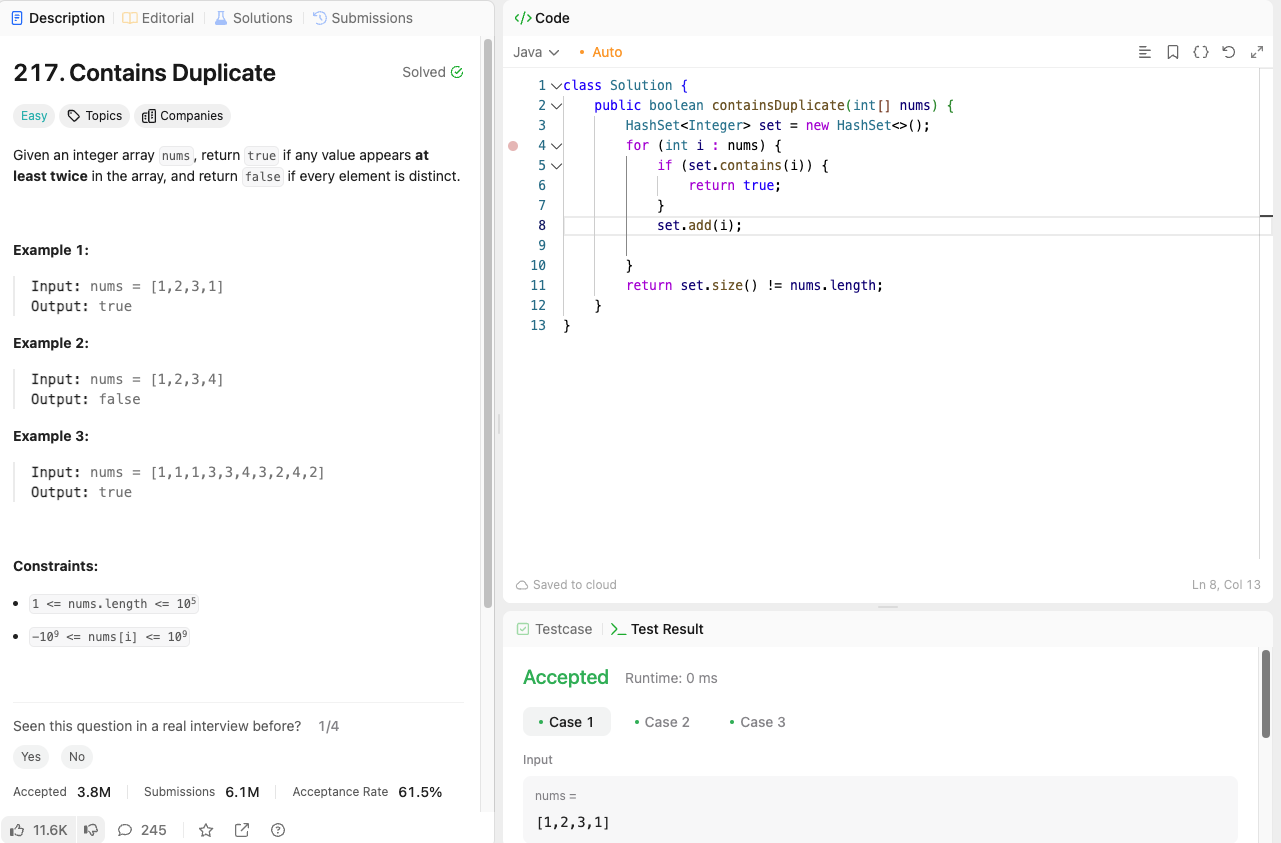 Description Editorial Solutions Submissions
217. Contains Duplicate
Solved
Easy Topics Companies
Given an integer array nums, return true if any value appears at
least twice in the array, and return false if every element is distinct.
Example 1:
Input: nums = [1,2,3,1]
Output: true
Example 2:
Input: nums = [1,2,3,4]
Output: false
Example 3:
Input: nums = [1,1,1,3,3,4,3,2,4,2]
Output: true
Constraints:
1 <= nums.length <= 10⁵
-10⁹ <= nums[i] <= 10⁹
Seen this question in a real interview before? 1/4
Yes No
Accepted 3.8M Submissions 6.1M Acceptance Rate 61.5%
11.6K 245
</> Code
Java Auto
1 class Solution {
2 public boolean containsDuplicate(int[] nums) {
3 HashSet<Integer> set = new HashSet<>();
4 for (int i : nums) {
5 if (set.contains(i)) {
6 return true;
7 }
8 set.add(i);
9
10 }
11 return set.size() != nums.length;
12 }
13 }
Saved to cloud Ln 8, Col 13
Testcase >_ Test Result
Accepted Runtime: 0 ms
• Case 1 • Case 2 • Case 3
Input
nums =
[1,2,3,1]